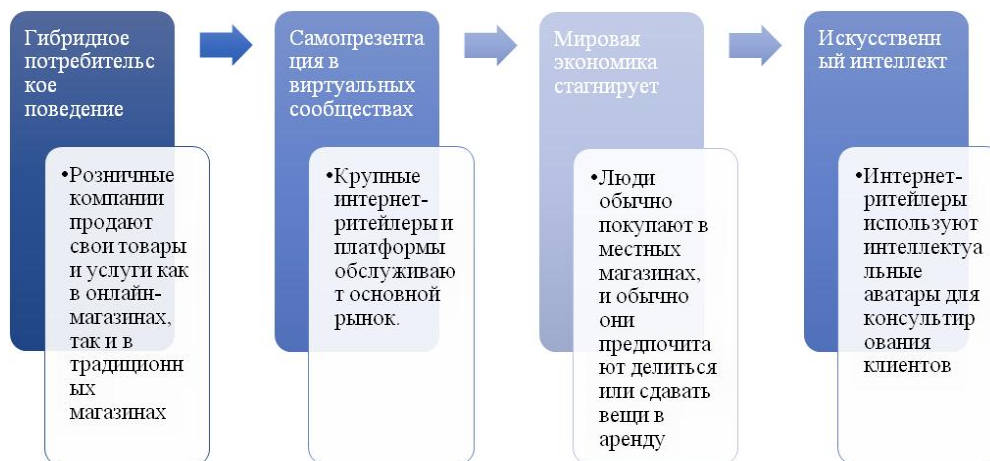 Гибридное
потребительс
кое
поведение
•Розничные
компании
продают
свои товары
и услуги как
в онлайн-
магазинах,
так и в
традиционн
ых
магазинах
Самопрезента
ция в
виртуальных
сообществах
•Крупные
интернет-
ритейлеры и
платформы
обслуживаю
т основной
рынок.
Мировая
экономика
стагнирует
•Люди
обычно
покупают в
местных
магазинах,
и обычно
они
предпочита
ют делиться
или сдавать
вещи в
аренду
Искусственн
ый интеллект
•Интернет-
ритейлеры
используют
интеллектуа
льные
аватары для
консультир
ования
клиентов